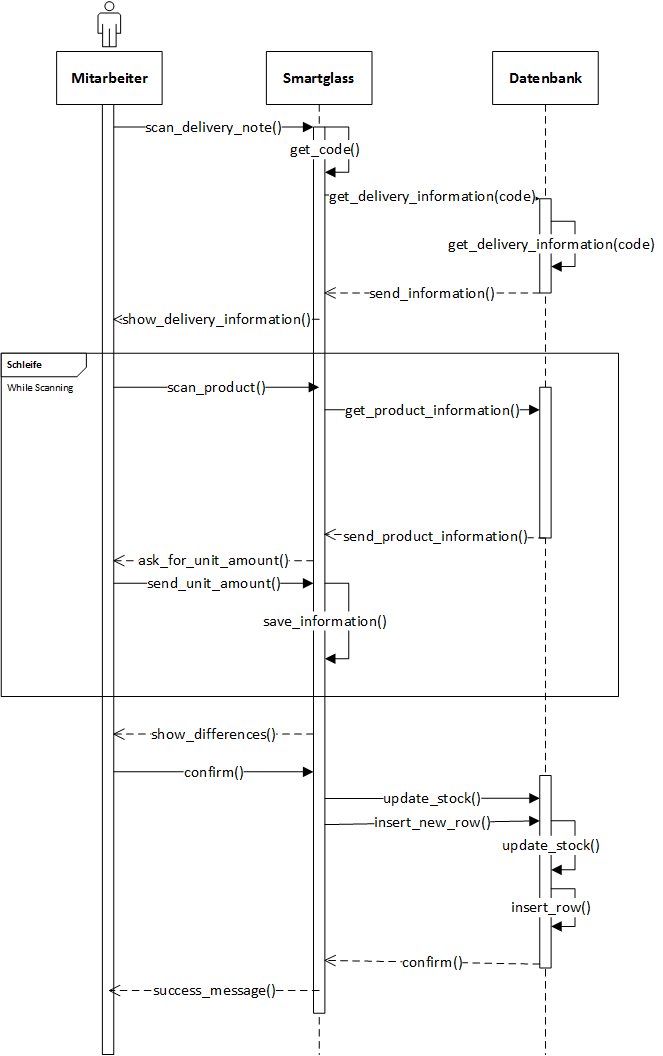 Mitarbeiter
Smartglass
Datenbank
scan_delivery_note()
get_code()
get_delivery_information(code)
get_delivery_information(code)
send_information()
show_delivery_information()
Schleife
While Scanning
scan_product()
get_product_information()
send_product_information()
ask_for_unit_amount()
send_unit_amount()
save_information()
show_differences()
confirm()
update_stock()
insert_new_row()
update_stock()
insert_row()
confirm()
success_message()